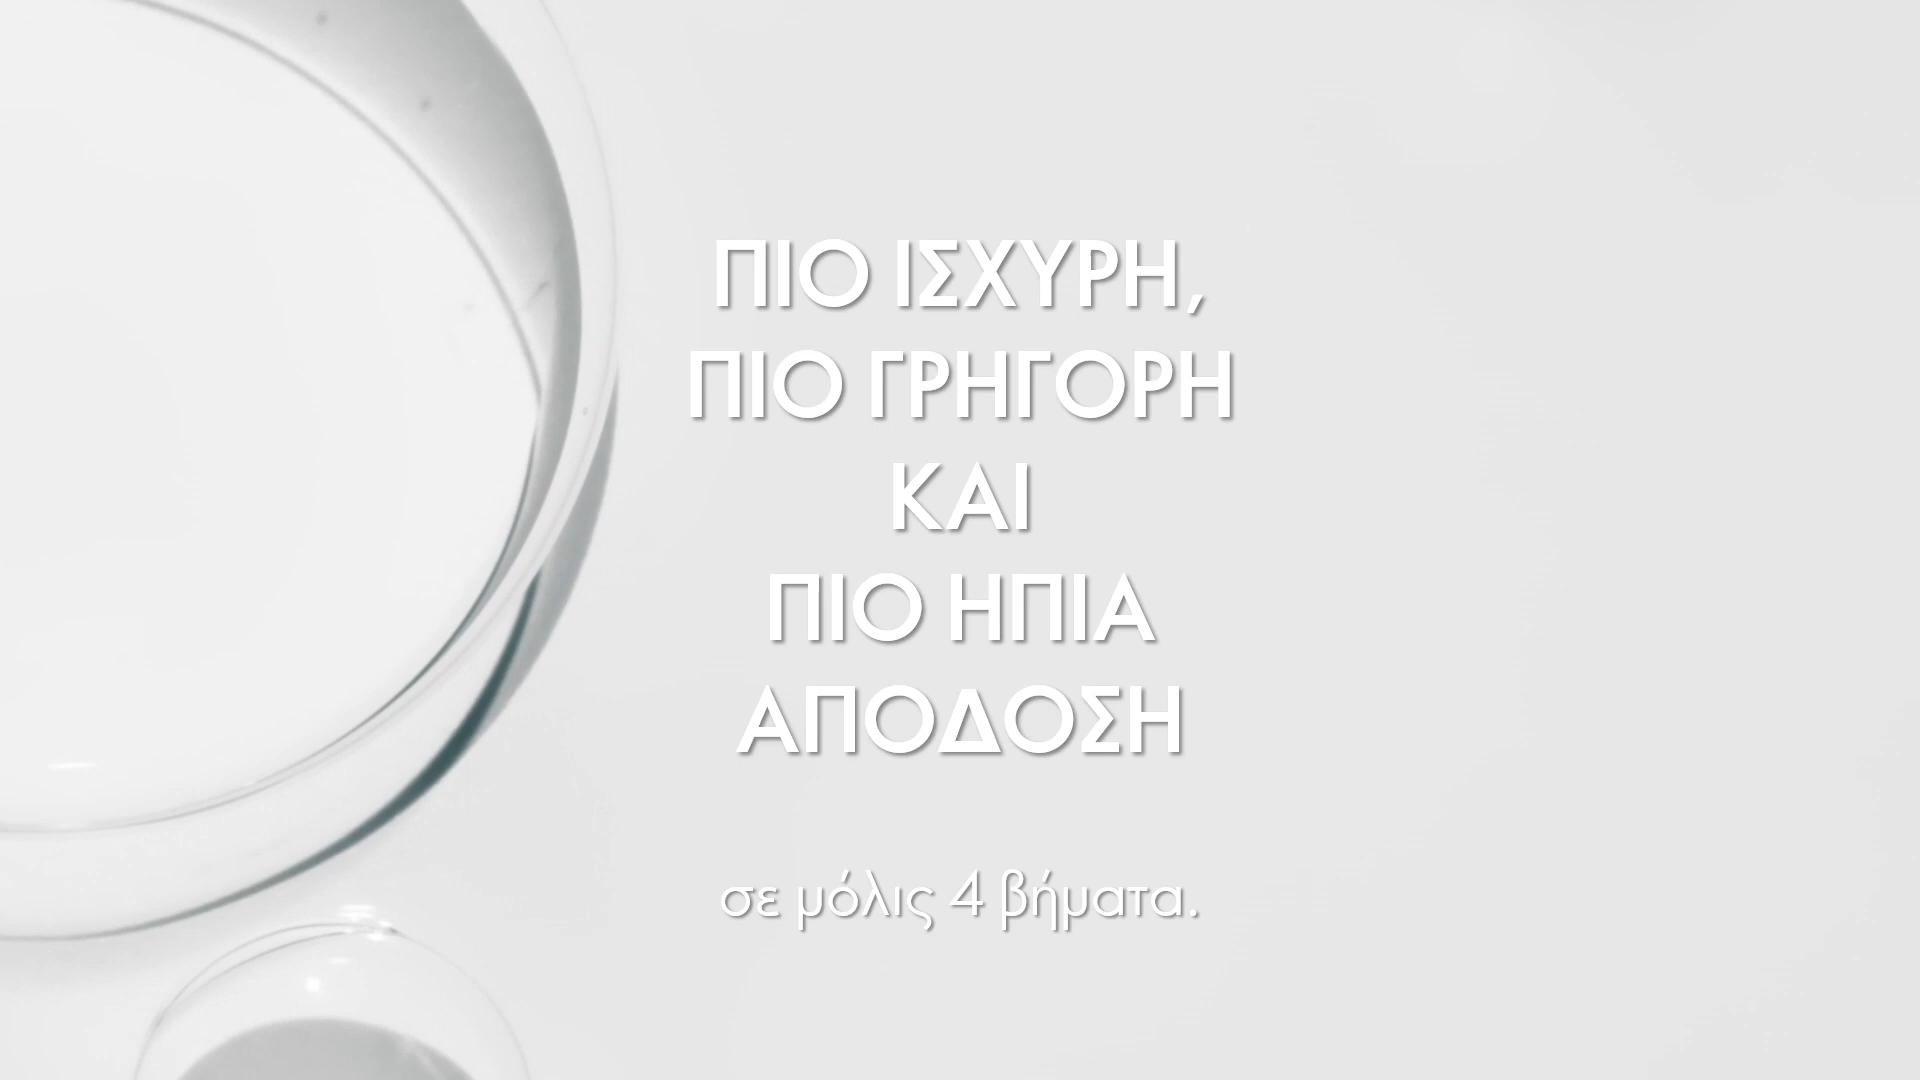 ΠΙΟ ΙΣΧΥΡΗ,
ΠΙΟ ΓΡΗΓΟΡΗ
ΚΑΙ
ΠΙΟ ΗΠΙΑ
ΑΠΟΔΟΣΗ
σε μόλις 4 βήματα.